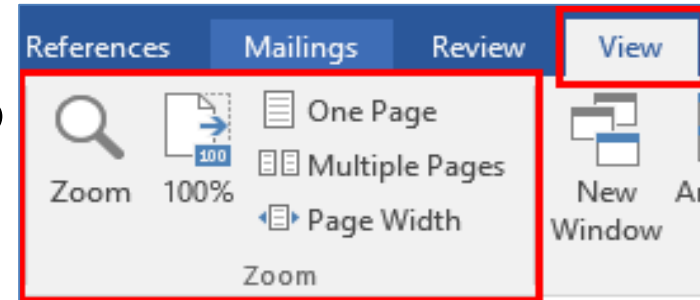 References Mailings Review View
One Page
100
Multiple Pages
Zoom 100% New
Page Width
Window
Zoom